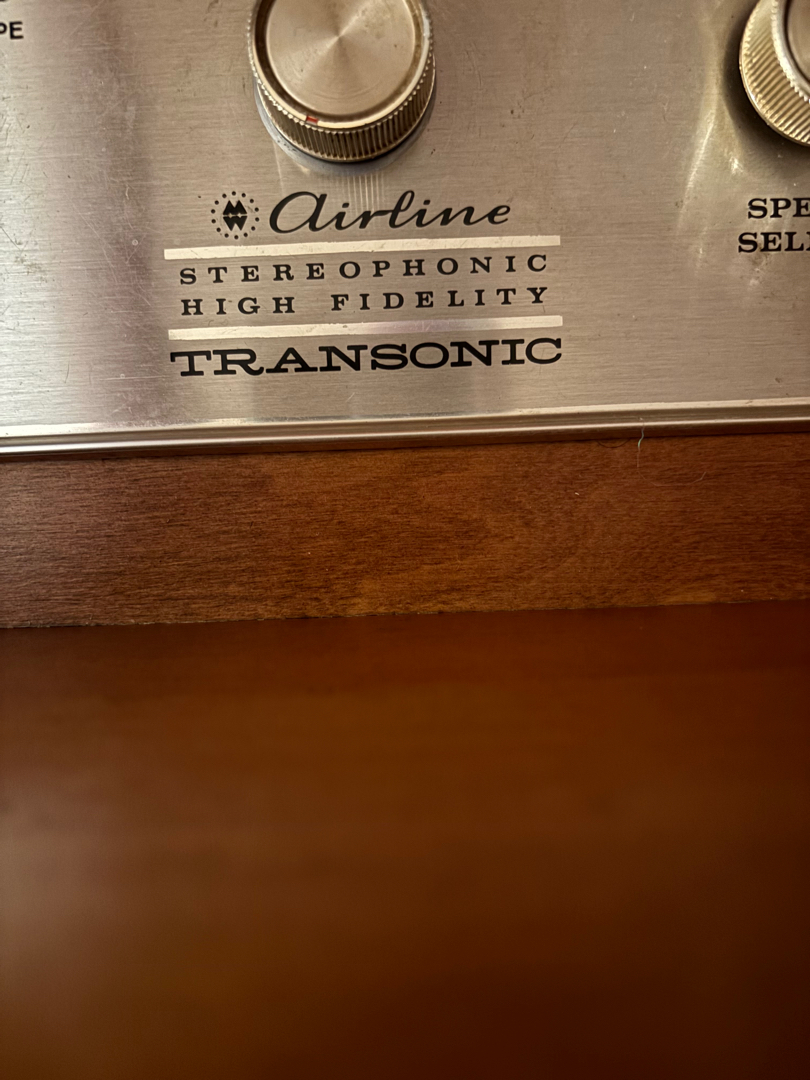 Airline
STEREOPHONIC
HIGH FIDELITY
TRANSONIC